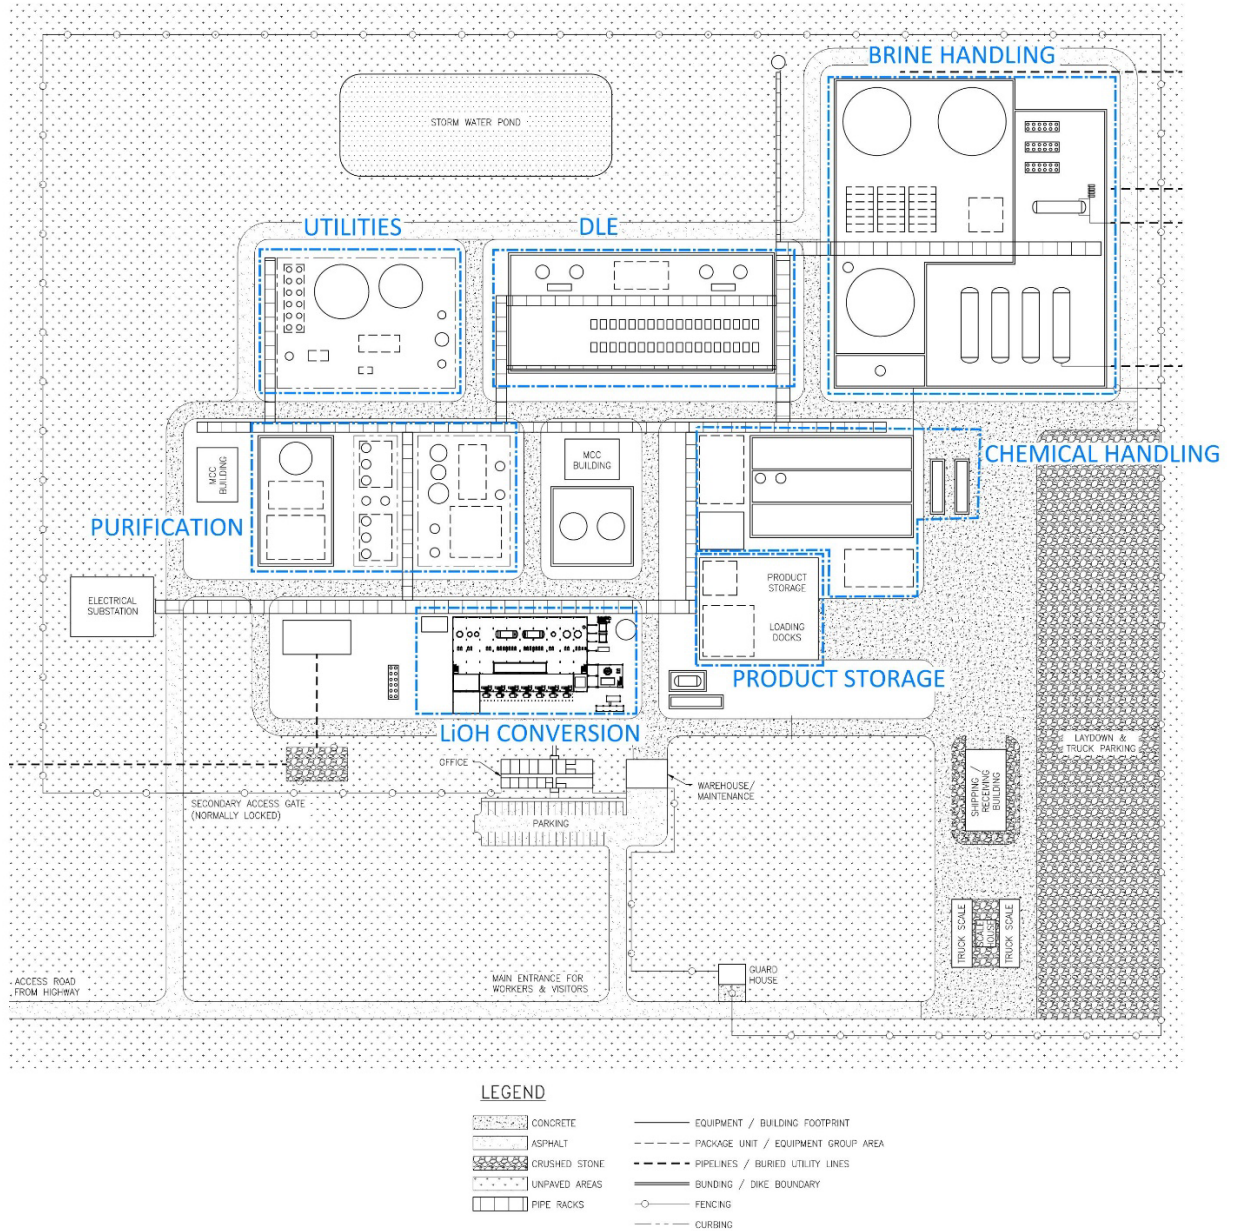 BRINE HANDLING
STORM WATER POND
UTILITIES
DLE
MCC
BUILDING
MCC
BUILDING
CHEMICAL HANDLING
PURIFICATION
ELECTRICAL
SUBSTATION
PRODUCT
STORAGE
LOADING
DOCKS
PRODUCT STORAGE
LiOH CONVERSION
OFFICE
WAREHOUSE/
MAINTENANCE
LAYDOWN &
TRUCK PARKING
SHIPPING /
RECEIVING
BUILDING
SECONDARY ACCESS GATE
(NORMALLY LOCKED)
PARKING
TRUCK SCALE
SCALE
HOUSE
TRUCK SCALE
ACCESS ROAD
FROM HIGHWAY
MAIN ENTRANCE FOR
WORKERS & VISITORS
GUARD
HOUSE
LEGEND
CONCRETE
ASPHALT
CRUSHED STONE
UNPAVED AREAS
PIPE RACKS
EQUIPMENT / BUILDING FOOTPRINT
PACKAGE UNIT / EQUIPMENT GROUP AREA
PIPELINES / BURIED UTILITY LINES
BUNDING / DIKE BOUNDARY
FENCING
CURBING